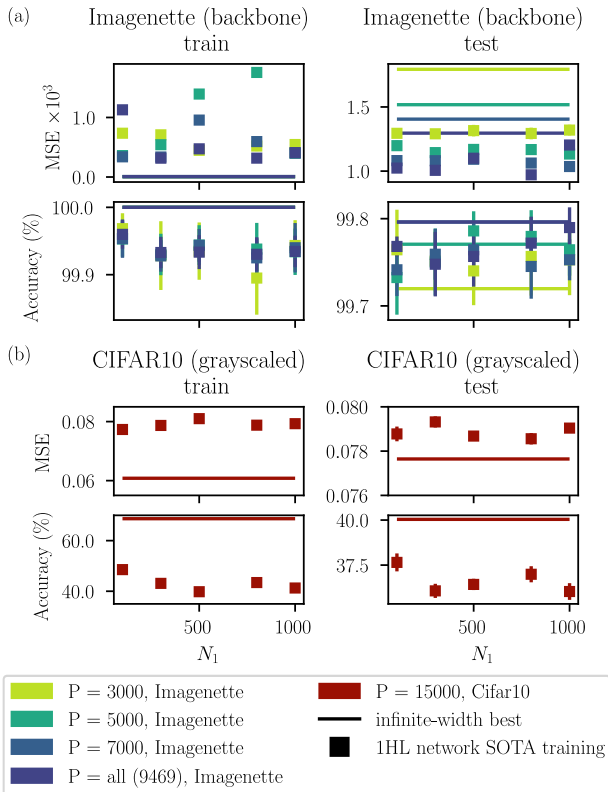 (a)
Imagenette (backbone)
train
Imagenette (backbone)
test
MSE ×10³
1.0
0.0
1.5
1.0
Accuracy (%)
100.0
99.9
99.8
99.7
(b)
CIFAR10 (grayscaled)
train
CIFAR10 (grayscaled)
test
MSE
0.08
0.06
0.080
0.078
0.076
Accuracy (%)
60.0
40.0
40.0
37.5
500
1000
500
1000
N₁
N₁
P = 3000, Imagenette
P = 5000, Imagenette
P = 7000, Imagenette
P = all (9469), Imagenette
P = 15000, Cifar10
infinite-width best
1HL network SOTA training